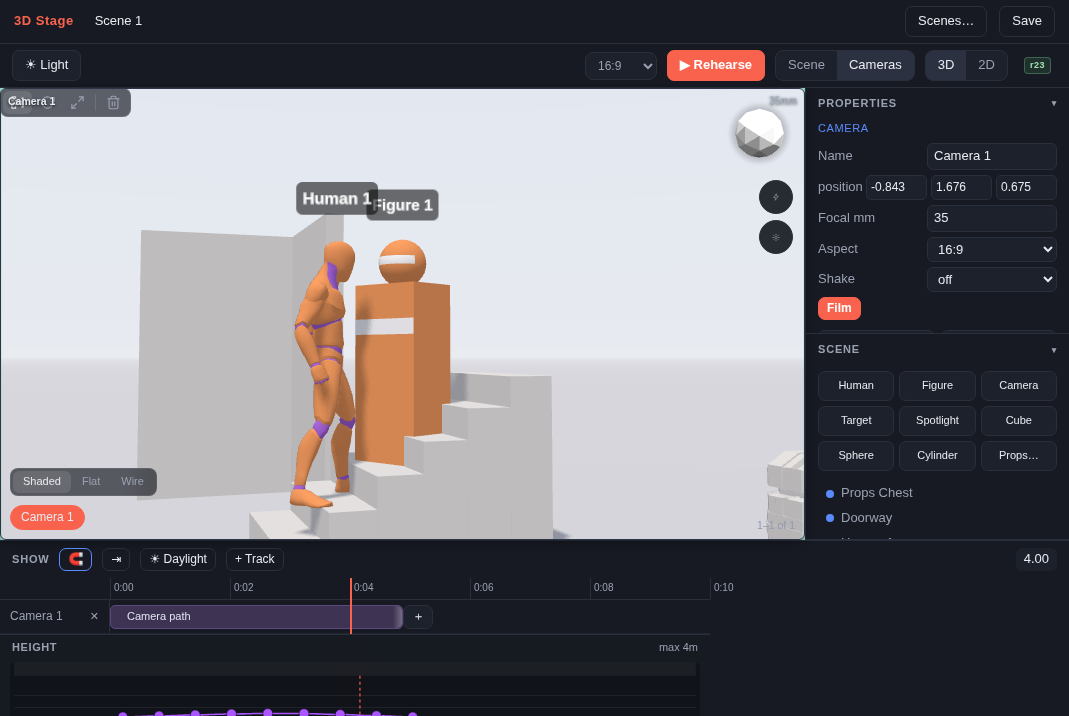 3D Stage Scene 1 Scenes… Save
☀ Light 16:9 ▶ Rehearse Scene Cameras 3D 2D r23
Camera 1 35mm
Human 1 Figure 1
Shaded Flat Wire
Camera 1
1–1 of 1
PROPERTIES ▾
CAMERA
Name Camera 1
position -0.843 1.676 0.675
Focal mm 35
Aspect 16:9
Shake off
Film
SCENE ▾
Human Figure Camera
Target Spotlight Cube
Sphere Cylinder Props…
Props Chest
Doorway
SHOW ☀ Daylight + Track 4.00
0:00 0:02 0:04 0:06 0:08 0:10
Camera 1 ✕ Camera path +
HEIGHT max 4m